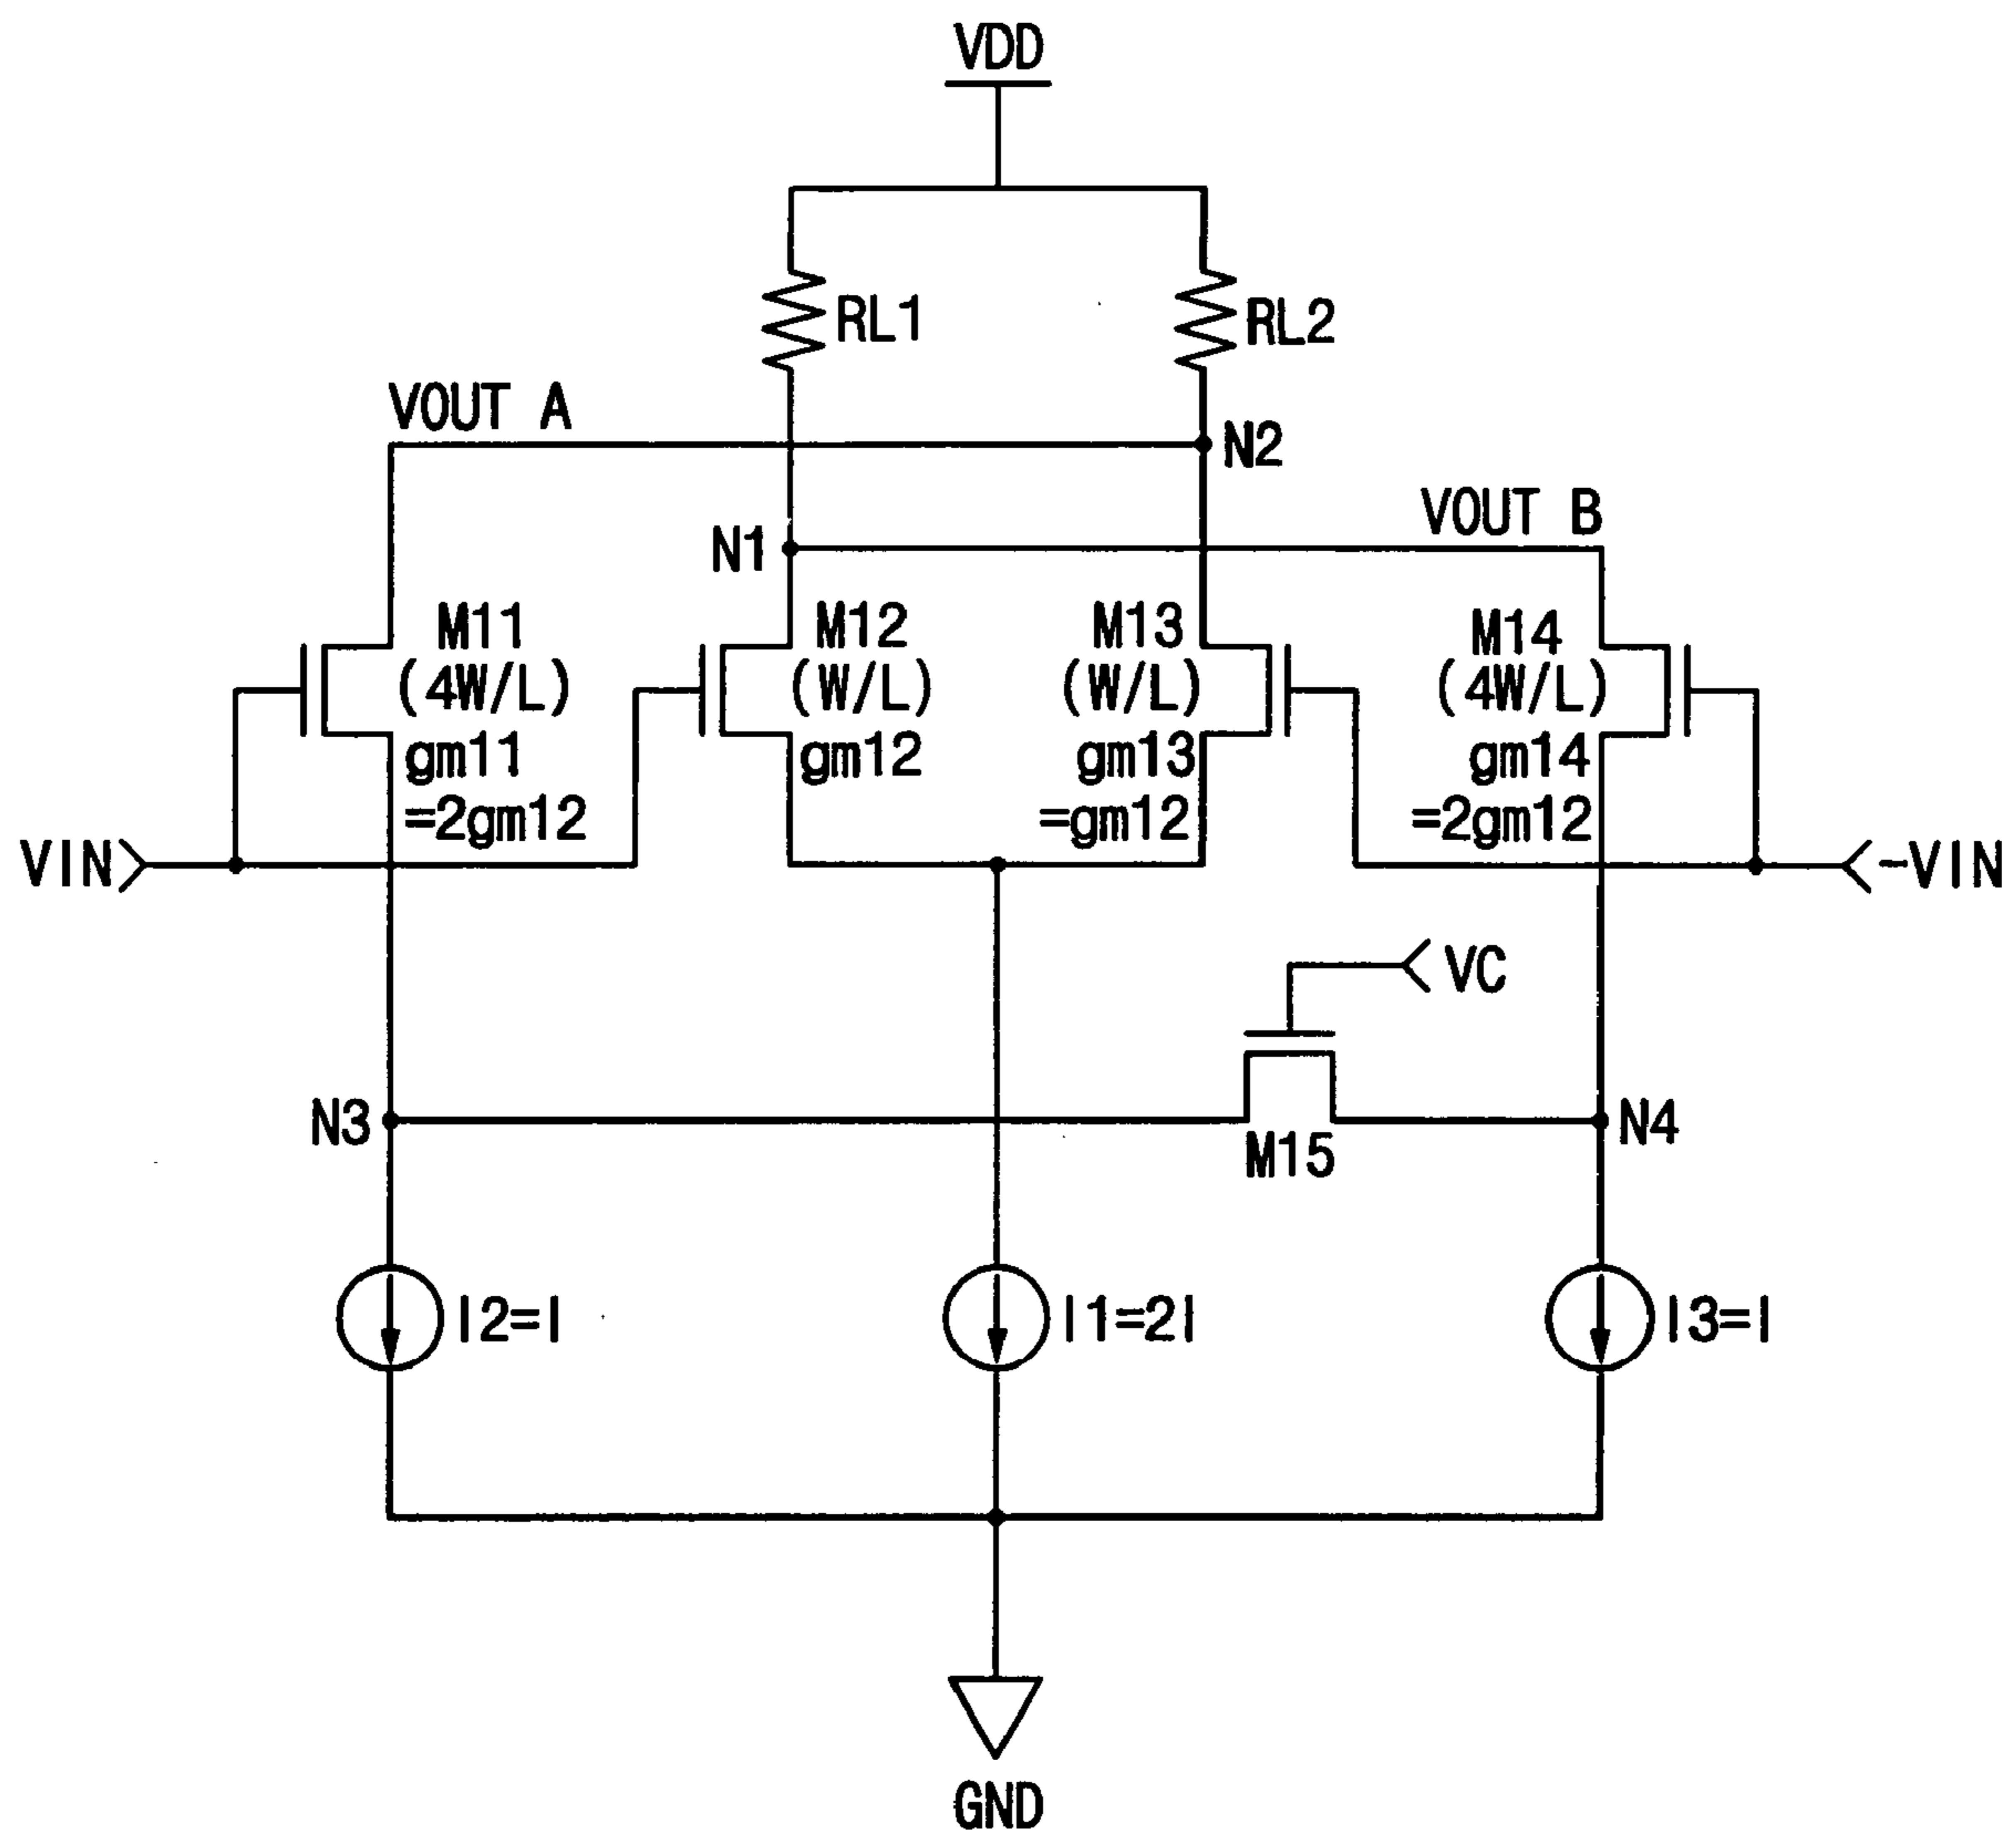 VDD
RL1
RL2
VOUT A
N2
VOUT B
N1
M11
(4W/L)
gm11
=2gm12
M12
(W/L)
gm12
M13
(W/L)
gm13
=gm12
M14
(4W/L)
gm14
=2gm12
VIN
-VIN
VC
N3
M15
N4
I2=I
I1=2I
I3=I
GND